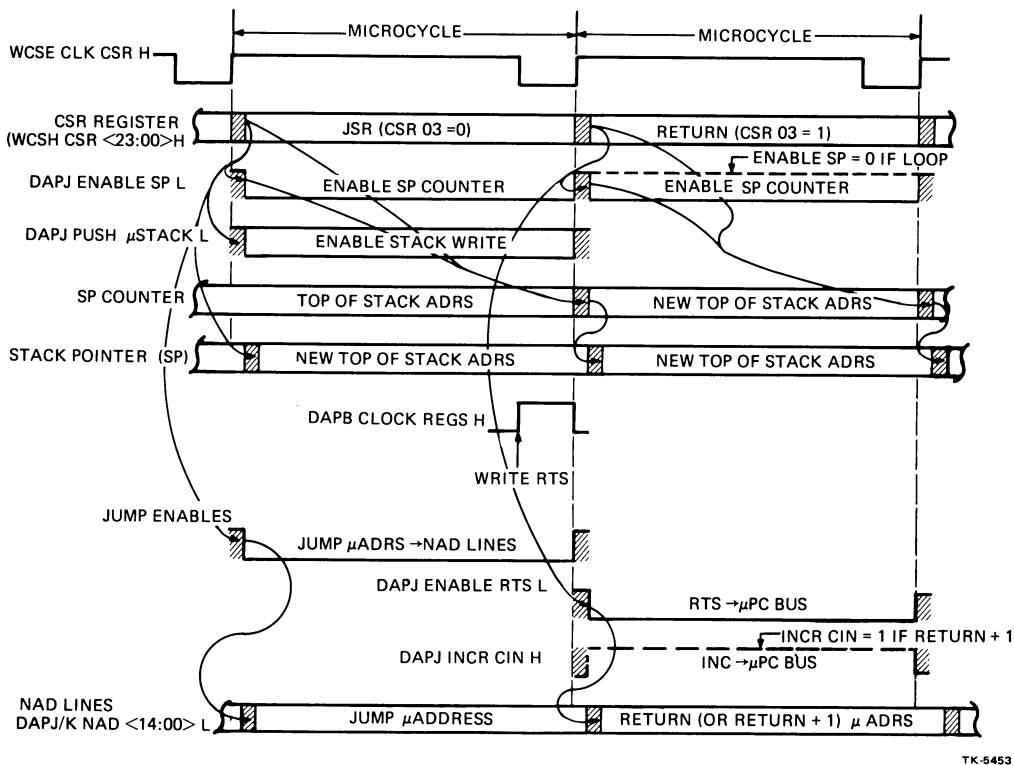 MICROCYCLE
MICROCYCLE
WCSE CLK CSR H
CSR REGISTER
(WCSH CSR <23:00>H
JSR (CSR 03 =0)
RETURN (CSR 03 = 1)
ENABLE SP = 0 IF LOOP
DAPJ ENABLE SP L
ENABLE SP COUNTER
ENABLE SP COUNTER
DAPJ PUSH μSTACK L
ENABLE STACK WRITE
SP COUNTER
TOP OF STACK ADRS
NEW TOP OF STACK ADRS
STACK POINTER (SP)
NEW TOP OF STACK ADRS
NEW TOP OF STACK ADRS
DAPB CLOCK REGS H
WRITE RTS
JUMP ENABLES
JUMP μADRS →NAD LINES
DAPJ ENABLE RTS L
RTS →μPC BUS
INCR CIN = 1 IF RETURN + 1
DAPJ INCR CIN H
INC →μPC BUS
NAD LINES
DAPJ/K NAD <14:00> L
JUMP μADDRESS
RETURN (OR RETURN + 1) μ ADRS
TK-5453